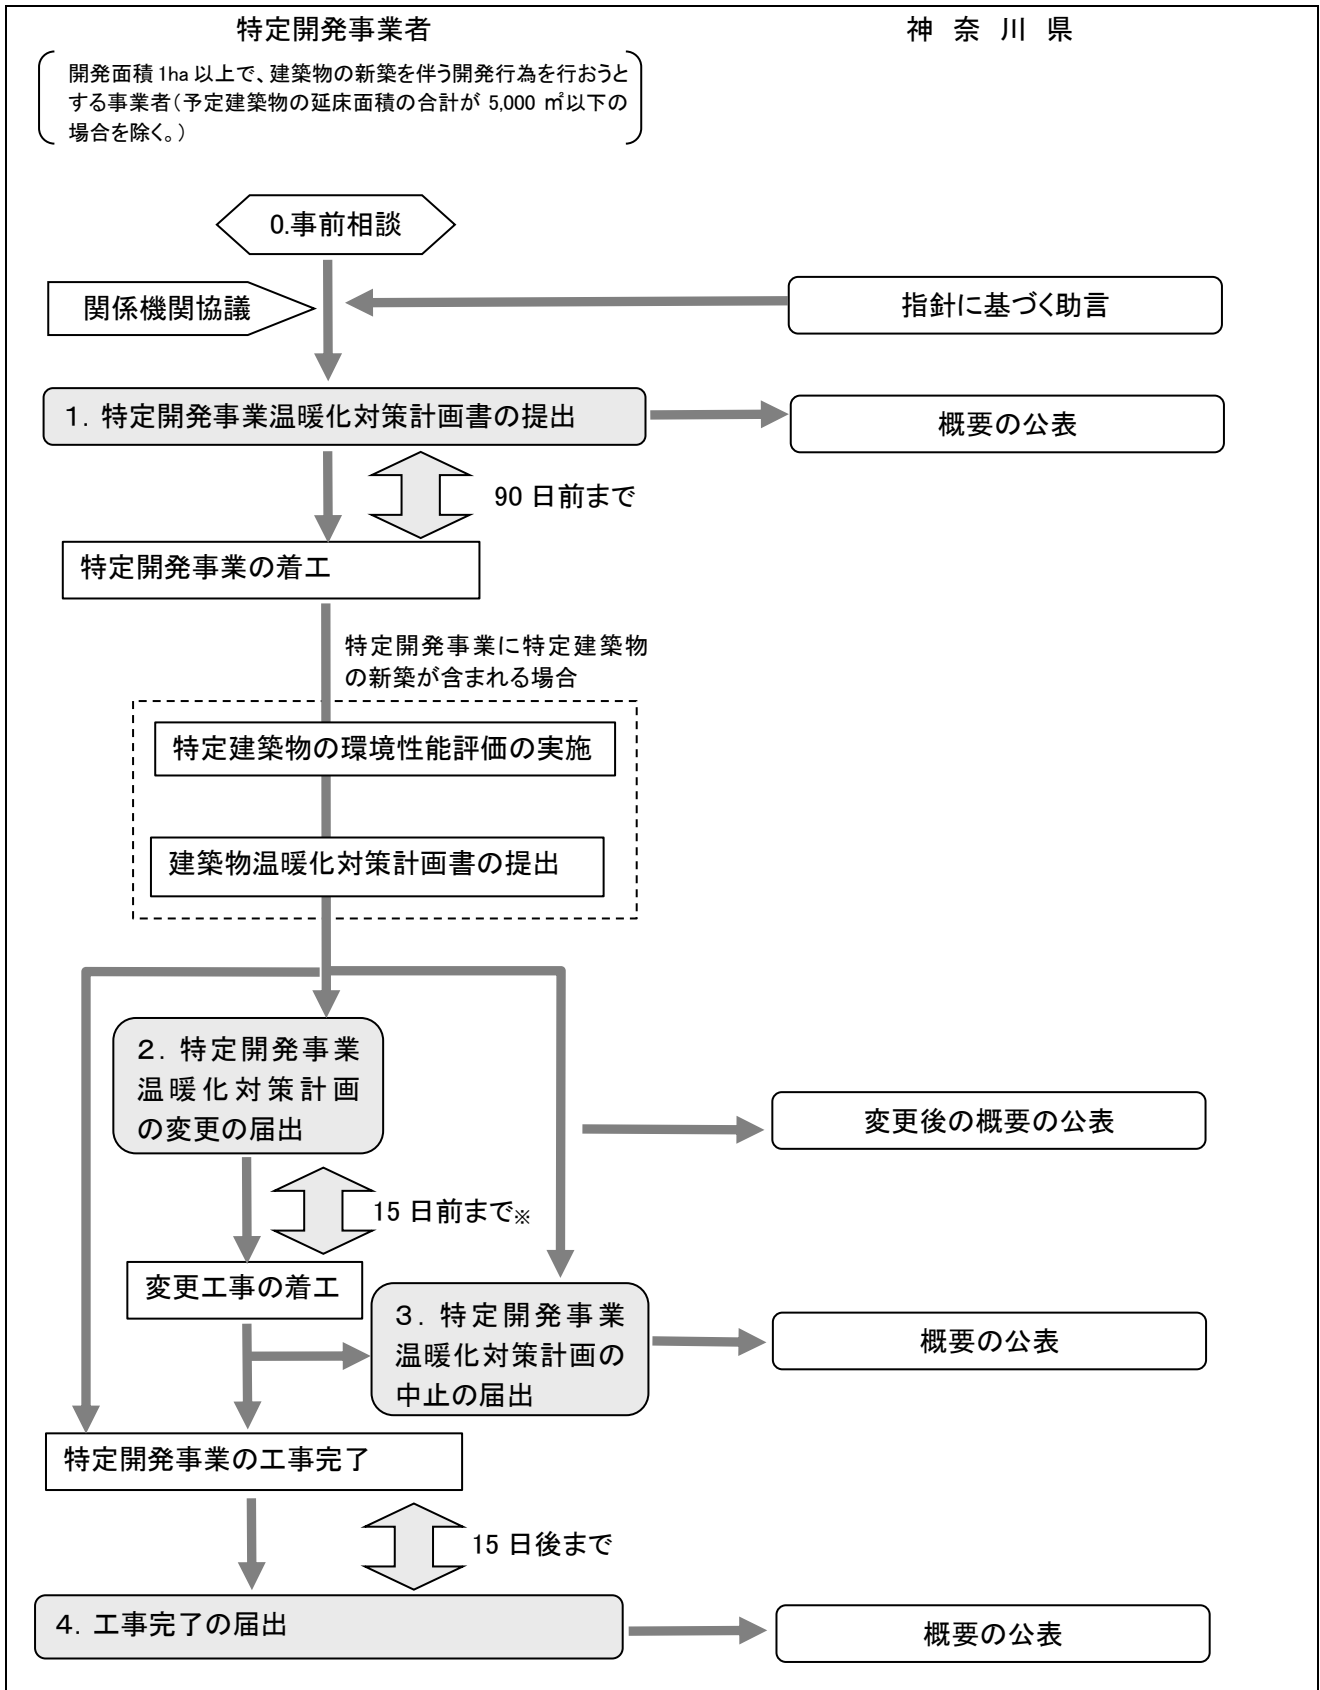 特定開発事業者
神奈川県
開発面積 1ha 以上で、建築物の新築を伴う開発行為を行おうと
する事業者(予定建築物の延床面積の合計が 5,000 ㎡以下の
場合を除く。)
0.事前相談
関係機関協議
指針に基づく助言
1. 特定開発事業温暖化対策計画書の提出
概要の公表
90 日前まで
特定開発事業の着工
特定開発事業に特定建築物
の新築が含まれる場合
特定建築物の環境性能評価の実施
建築物温暖化対策計画書の提出
2. 特定開発事業
温暖化対策計画
の変更の届出
変更後の概要の公表
15 日前まで※
変更工事の着工
3. 特定開発事業
温暖化対策計画の
中止の届出
概要の公表
特定開発事業の工事完了
15 日後まで
4. 工事完了の届出
概要の公表